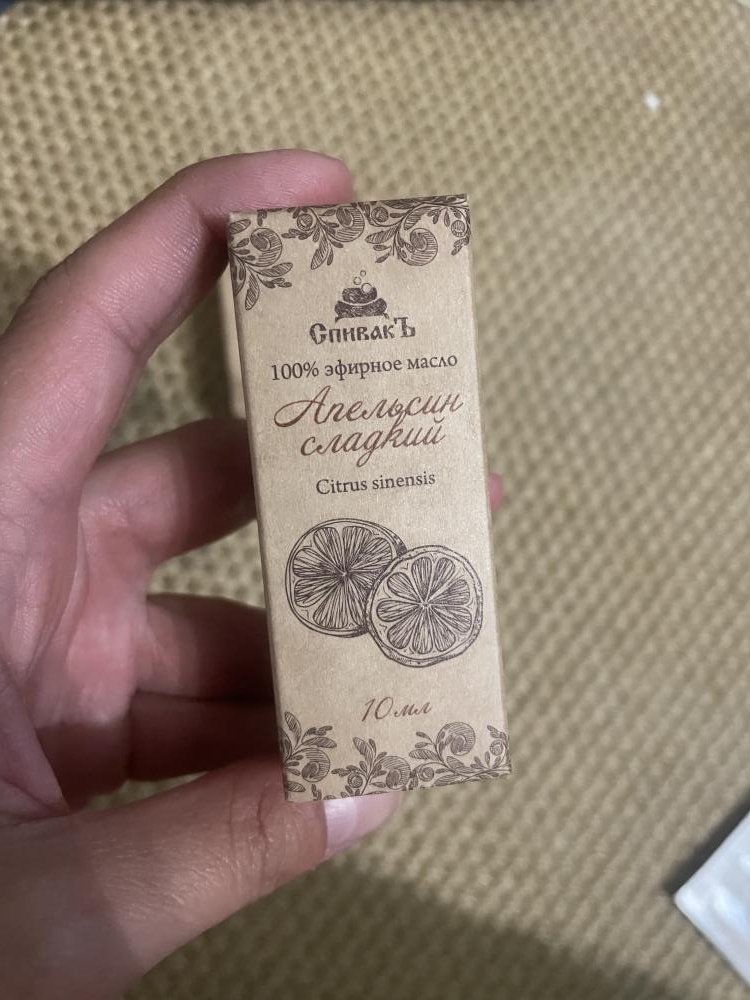 СпивакЪ
100% эфирное масло
Апельсин
сладкий
Citrus sinensis
10 мл